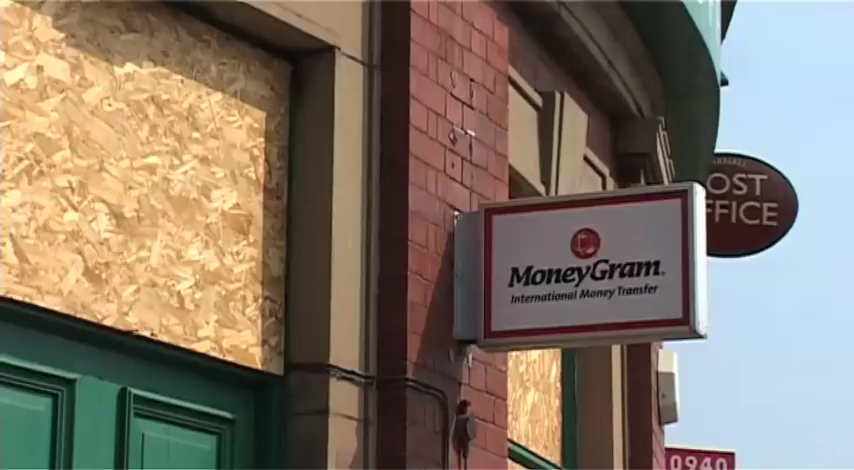 MoneyGram.
International Money Transfer
OST
FFICE
0940